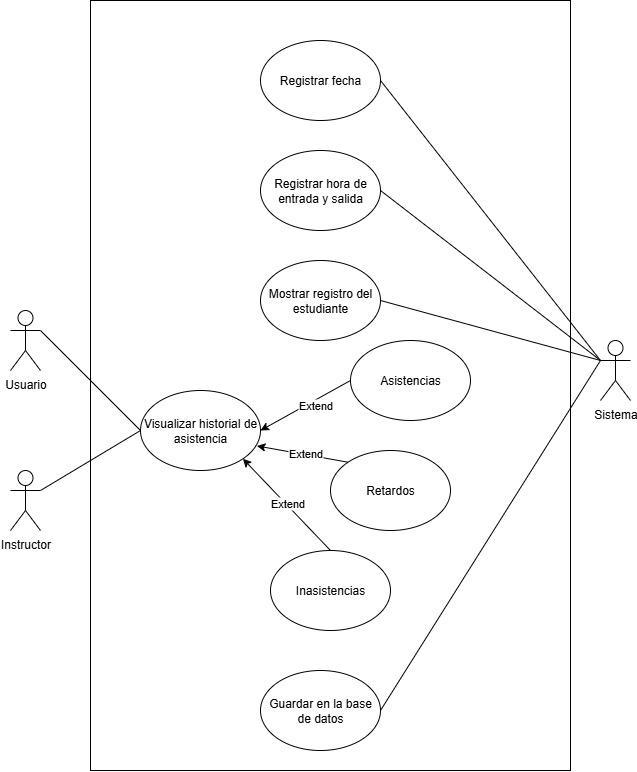 Registrar fecha
Registrar hora de
entrada y salida
Mostrar registro del
estudiante
Usuario
Asistencias
Sistema
Extend
Visualizar historial de
asistencia
Extend
Retardos
Extend
Instructor
Inasistencias
Guardar en la base
de datos